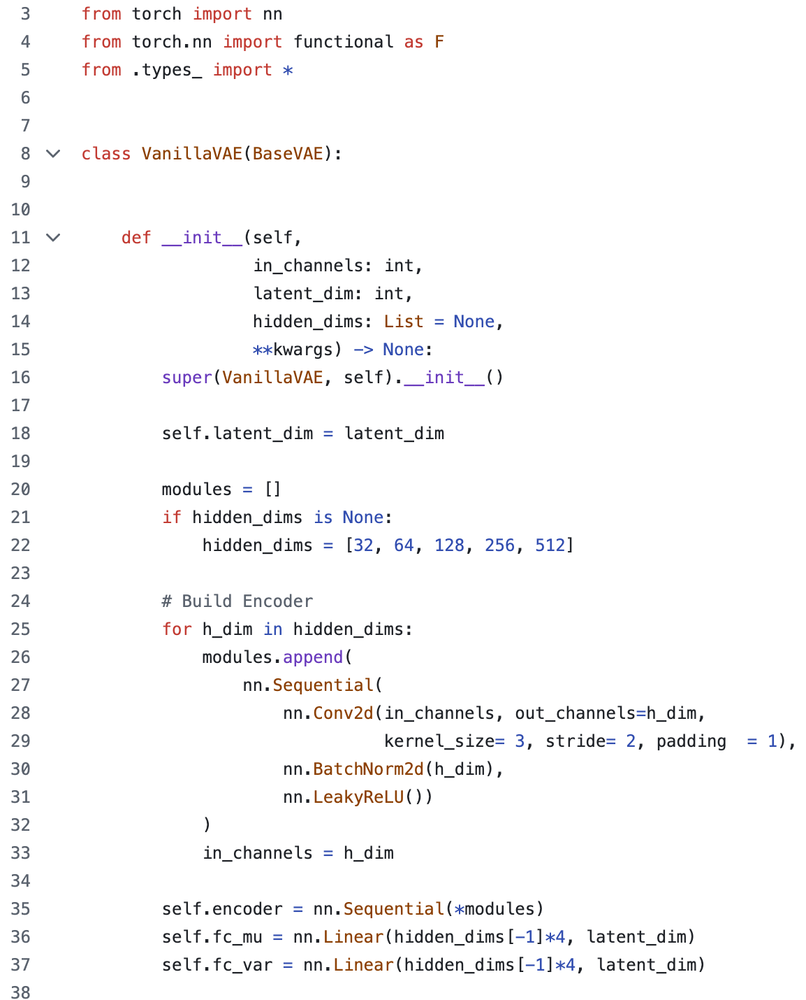 3 from torch import nn
4 from torch.nn import functional as F
5 from .types_ import *
6
7
8 class VanillaVAE(BaseVAE):
9
10
11     def __init__(self,
12                  in_channels: int,
13                  latent_dim: int,
14                  hidden_dims: List = None,
15                  **kwargs) -> None:
16         super(VanillaVAE, self).__init__()
17
18         self.latent_dim = latent_dim
19
20         modules = []
21         if hidden_dims is None:
22             hidden_dims = [32, 64, 128, 256, 512]
23
24         # Build Encoder
25         for h_dim in hidden_dims:
26             modules.append(
27                 nn.Sequential(
28                     nn.Conv2d(in_channels, out_channels=h_dim,
29                               kernel_size= 3, stride= 2, padding  = 1),
30                     nn.BatchNorm2d(h_dim),
31                     nn.LeakyReLU())
32             )
33             in_channels = h_dim
34
35         self.encoder = nn.Sequential(*modules)
36         self.fc_mu = nn.Linear(hidden_dims[-1]*4, latent_dim)
37         self.fc_var = nn.Linear(hidden_dims[-1]*4, latent_dim)
38